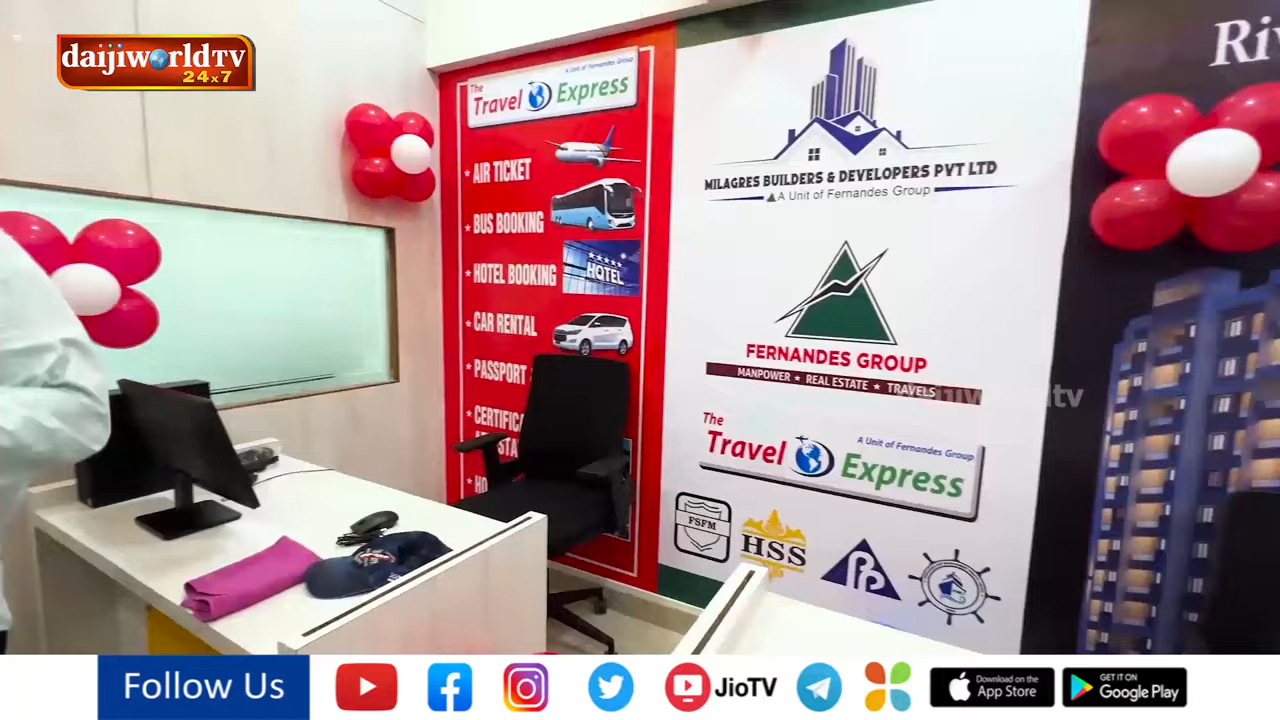 daijiworldTV
24x7
A Unit of Fernandes Group
The
Travel Express
★ AIR TICKET
★ BUS BOOKING
★ HOTEL BOOKING
HOTEL
★ CAR RENTAL
★ PASSPORT
MILAGRES BUILDERS & DEVELOPERS PVT LTD
A Unit of Fernandes Group
FERNANDES GROUP
MANPOWER ★ REAL ESTATE ★ TRAVELS
The
Travel Express
A Unit of Fernandes Group
FSFM
HSS
Follow Us
JioTV
Download on the
App Store
GET IT ON
Google Play